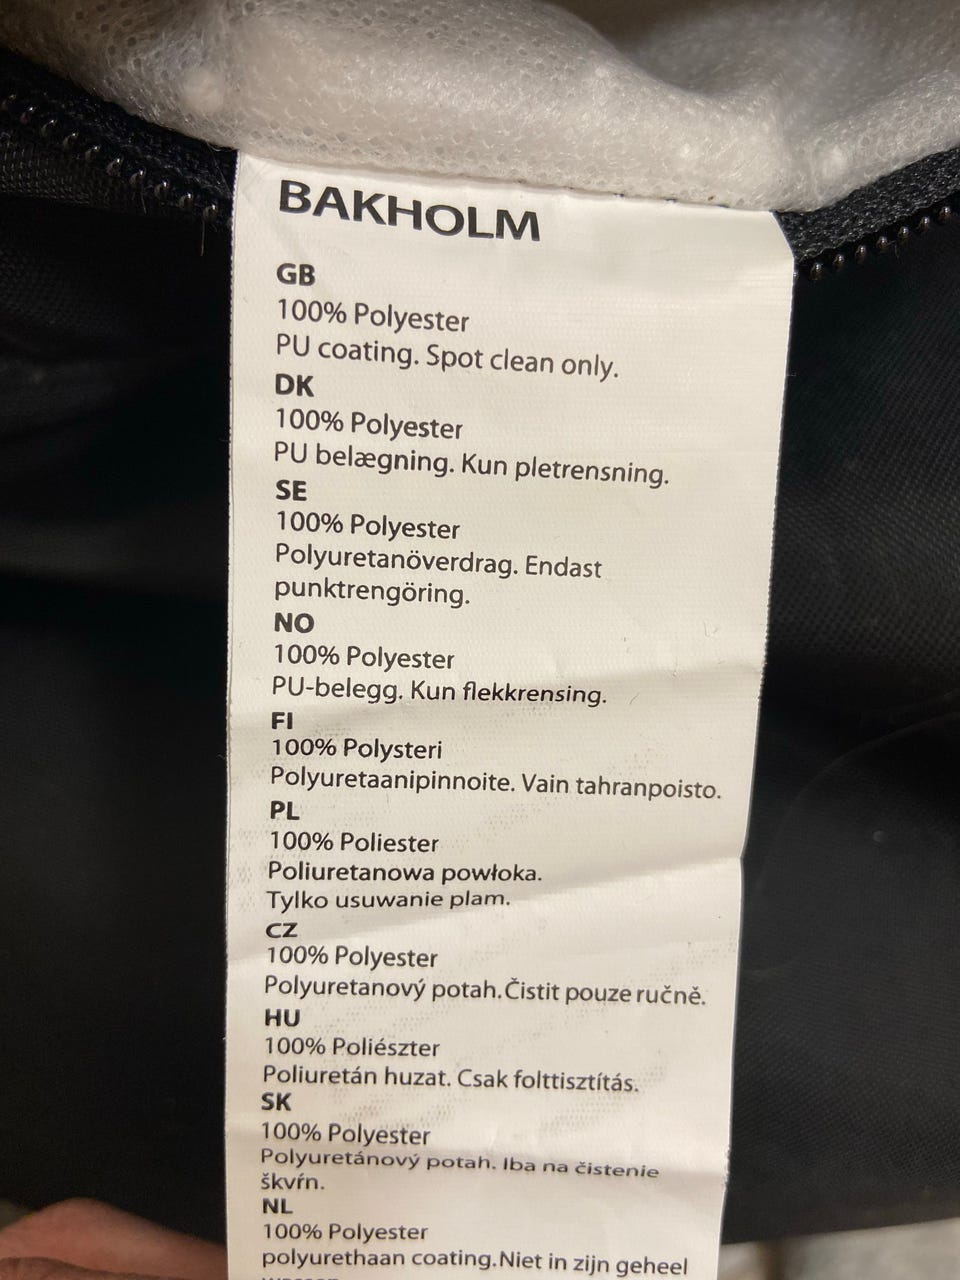 BAKHOLM
GB
100% Polyester
PU coating. Spot clean only.
DK
100% Polyester
PU belægning. Kun pletrensning.
SE
100% Polyester
Polyuretanöverdrag. Endast
punktrengöring.
NO
100% Polyester
PU-belegg. Kun flekkrensing.
FI
100% Polysteri
Polyuretaanipinnoite. Vain tahranpoisto.
PL
100% Poliester
Poliuretanowa powłoka.
Tylko usuwanie plam.
CZ
100% Polyester
Polyuretanový potah.Čistit pouze ručně.
HU
100% Poliészter
Poliuretán huzat. Csak folttisztítás.
SK
100% Polyester
Polyuretánový potah. Iba na čistenie
škvŕn.
NL
100% Polyester
polyurethaan coating.Niet in zijn geheel